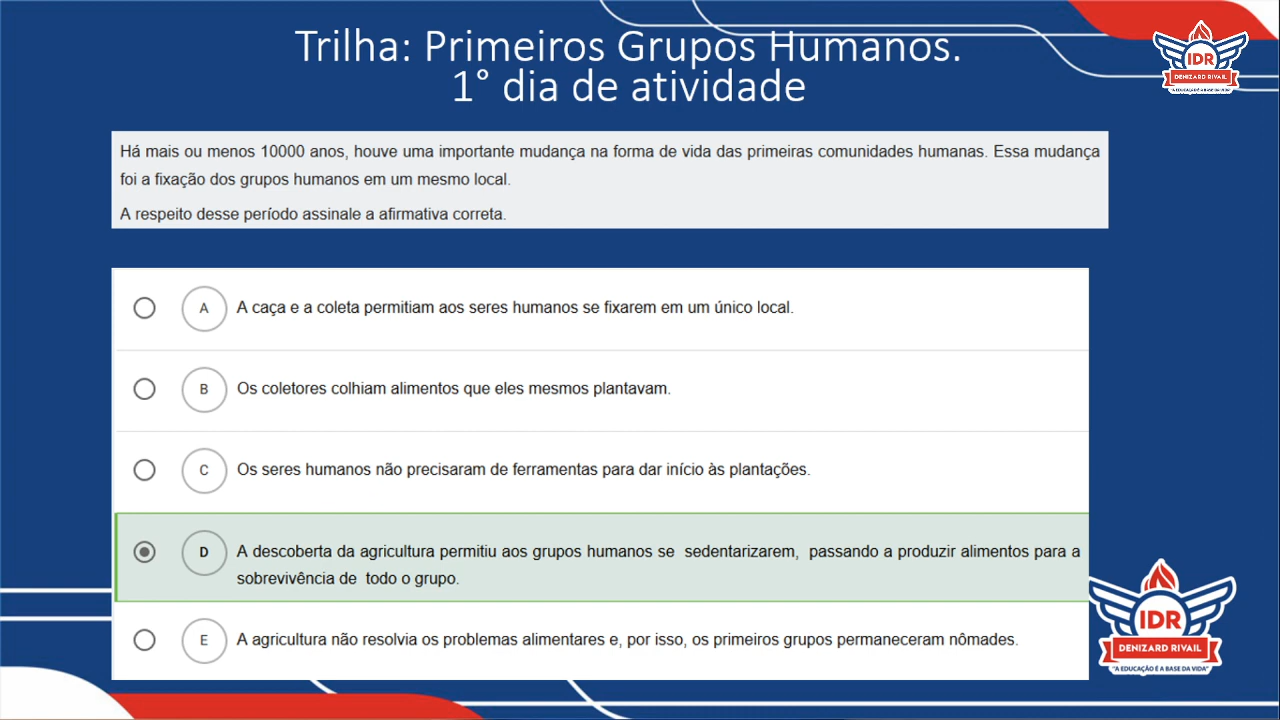 Trilha: Primeiros Grupos Humanos.
1° dia de atividade
IDR
DENIZARD RIVAIL
"A EDUCAÇÃO É A BASE DA VIDA"
Há mais ou menos 10000 anos, houve uma importante mudança na forma de vida das primeiras comunidades humanas. Essa mudança
foi a fixação dos grupos humanos em um mesmo local.
A respeito desse período assinale a afirmativa correta.
A A caça e a coleta permitiam aos seres humanos se fixarem em um único local.
B Os coletores colhiam alimentos que eles mesmos plantavam.
C Os seres humanos não precisaram de ferramentas para dar início às plantações.
D A descoberta da agricultura permitiu aos grupos humanos se sedentarizarem, passando a produzir alimentos para a
sobrevivência de todo o grupo.
E A agricultura não resolvia os problemas alimentares e, por isso, os primeiros grupos permaneceram nômades.
IDR
DENIZARD RIVAIL
"A EDUCAÇÃO É A BASE DA VIDA"